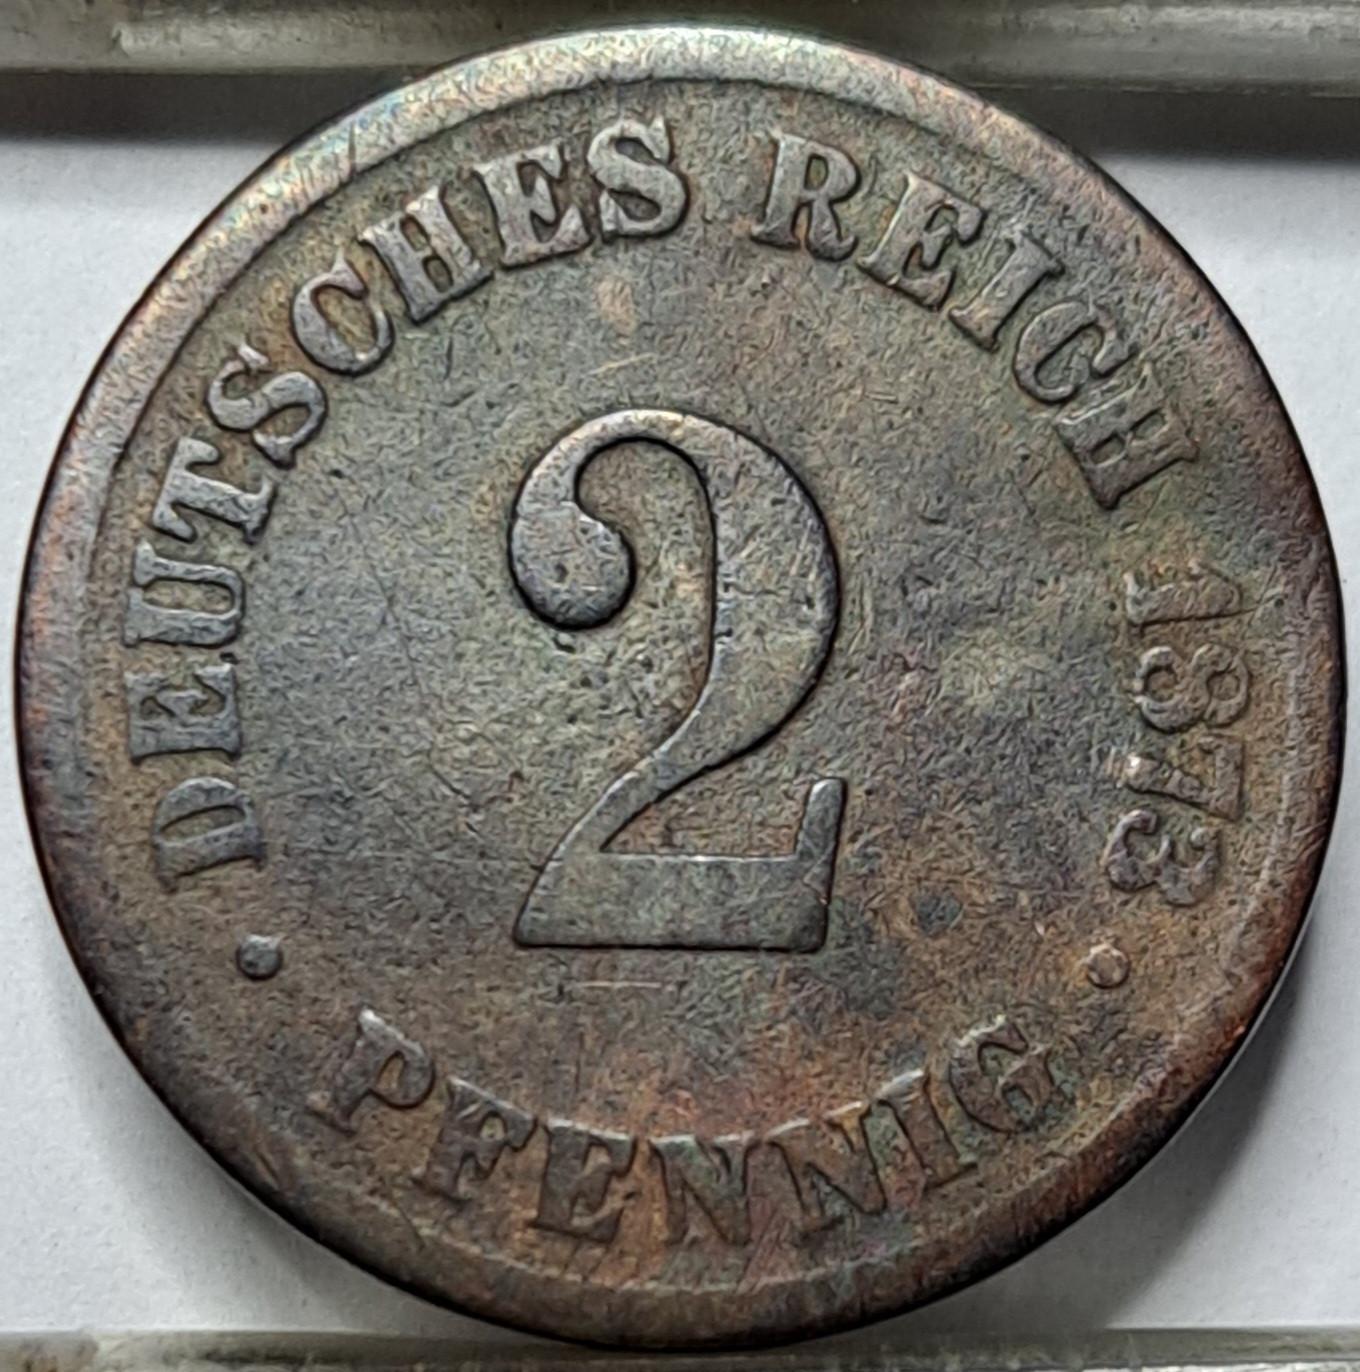 DEUTSCHES REICH 1873
2
· PFENNIG ·